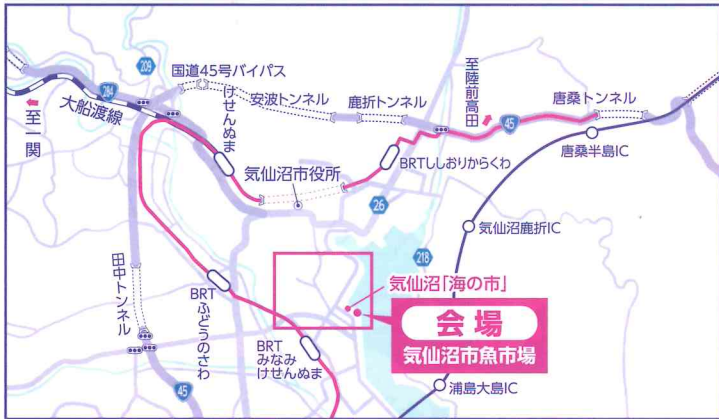 209
国道45号バイパス
284
大船渡線
至一関
けせんぬま
安波トンネル
鹿折トンネル
至陸前高田
45
唐桑トンネル
唐桑半島IC
BRTししおりからくわ
気仙沼市役所
26
気仙沼鹿折IC
218
田中トンネル
BRT
ふどうのさわ
気仙沼「海の市」
会場
気仙沼市魚市場
BRT
みなみ
けせんぬま
45
浦島大島IC